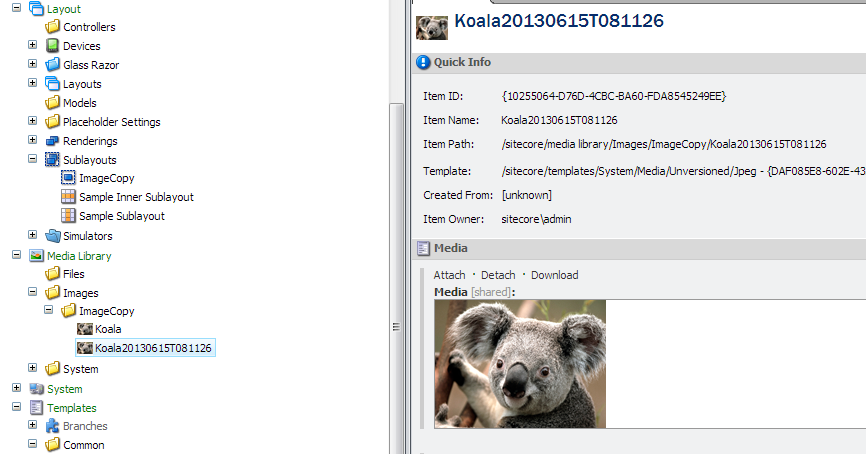 Layout
Controllers
Devices
Glass Razor
Layouts
Models
Placeholder Settings
Renderings
Sublayouts
ImageCopy
Sample Inner Sublayout
Sample Sublayout
Simulators
Media Library
Files
Images
ImageCopy
Koala
Koala20130615T081126
System
System
Templates
Branches
Common
Koala20130615T081126
Quick Info
Item ID: {10255064-D76D-4CBC-BA60-FDA8545249EE}
Item Name: Koala20130615T081126
Item Path: /sitecore/media library/Images/ImageCopy/Koala20130615T081126
Template: /sitecore/templates/System/Media/Unversioned/Jpeg - {DAF085E8-602E-43
Created From: [unknown]
Item Owner: sitecore\admin
Media
Attach · Detach · Download
Media [shared]: